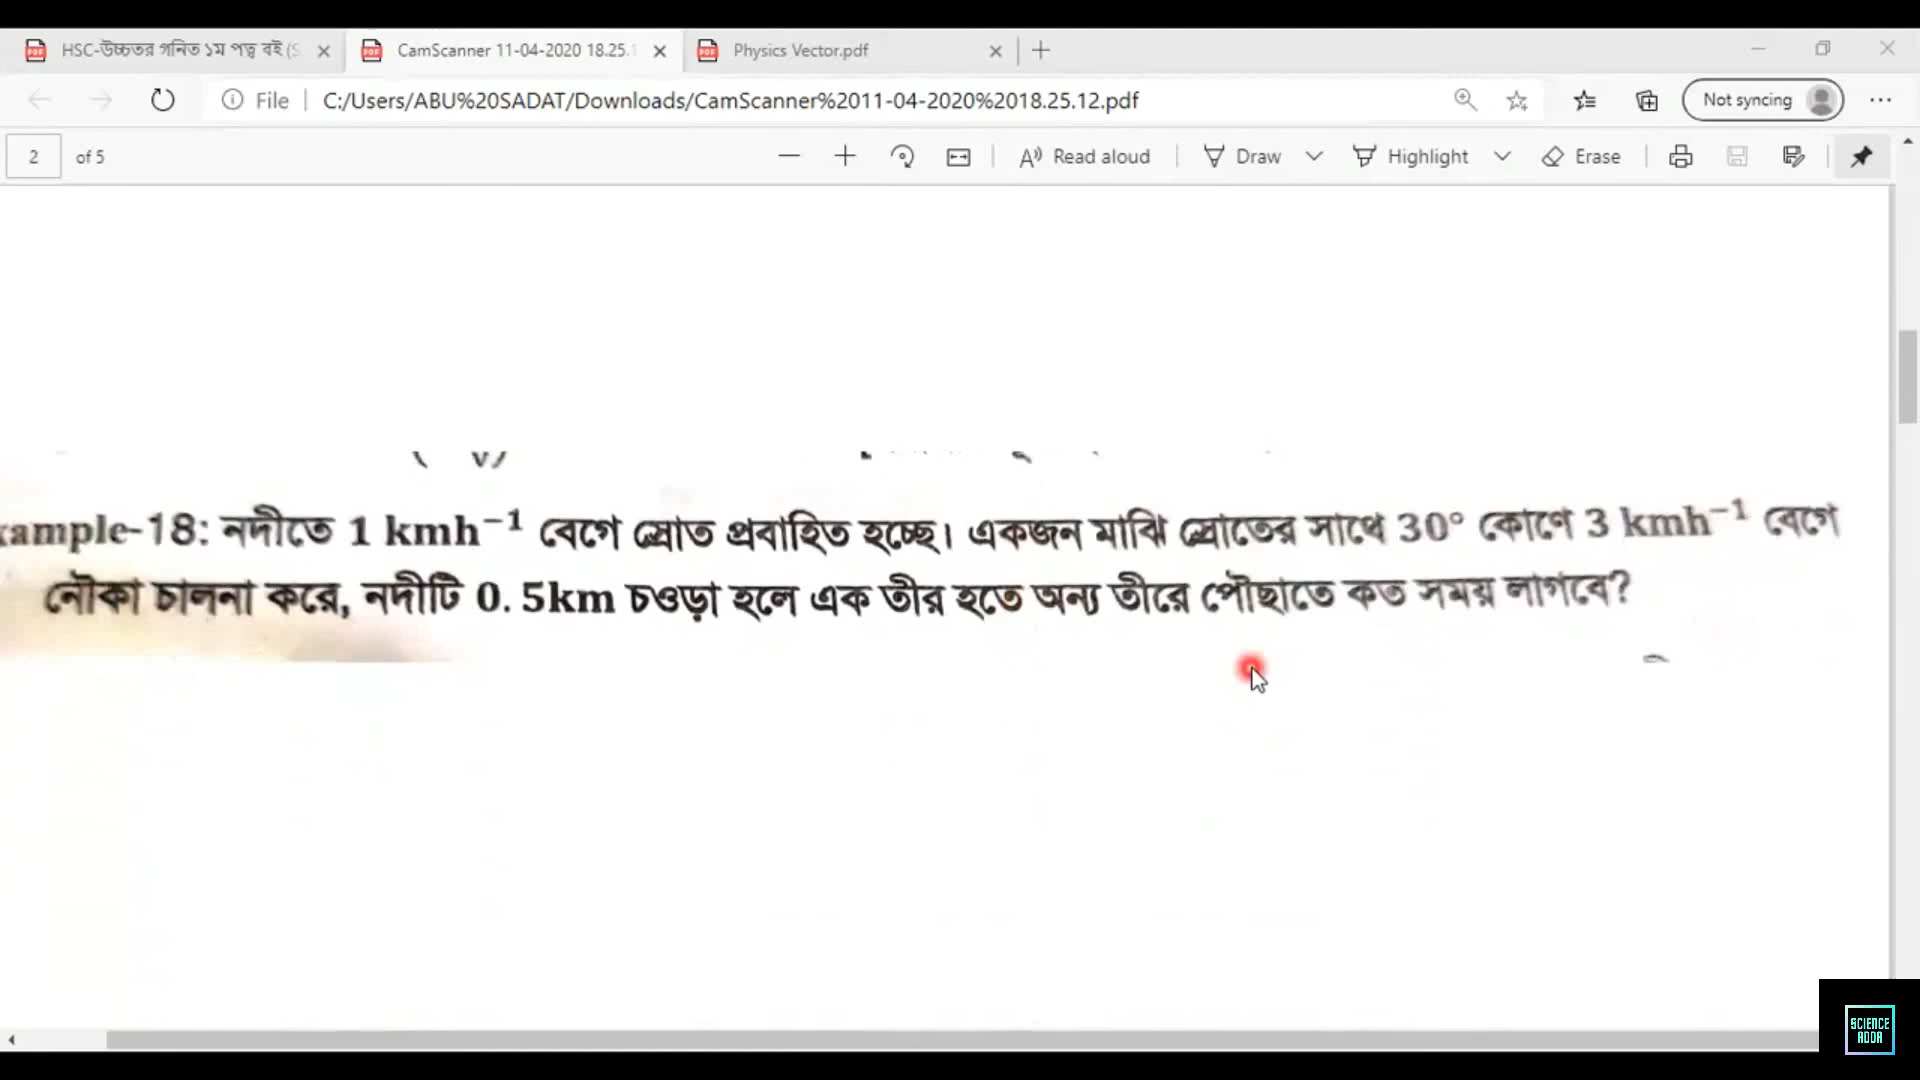 HSC-উচ্চতর গনিত ১ম পত্র বই (S
CamScanner 11-04-2020 18.25.1
Physics Vector.pdf
File
C:/Users/ABU%20SADAT/Downloads/CamScanner%2011-04-2020%2018.25.12.pdf
Not syncing
2 of 5
Read aloud
Draw
Highlight
Erase
xample-18: নদীতে 1 kmh⁻¹ বেগে স্রোত প্রবাহিত হচ্ছে। একজন মাঝি স্রোতের সাথে 30° কোণে 3 kmh⁻¹ বেগে
নৌকা চালনা করে, নদীটি 0.5km চওড়া হলে এক তীর হতে অন্য তীরে পৌছাতে কত সময় লাগবে?
SCIENCE
ADDA